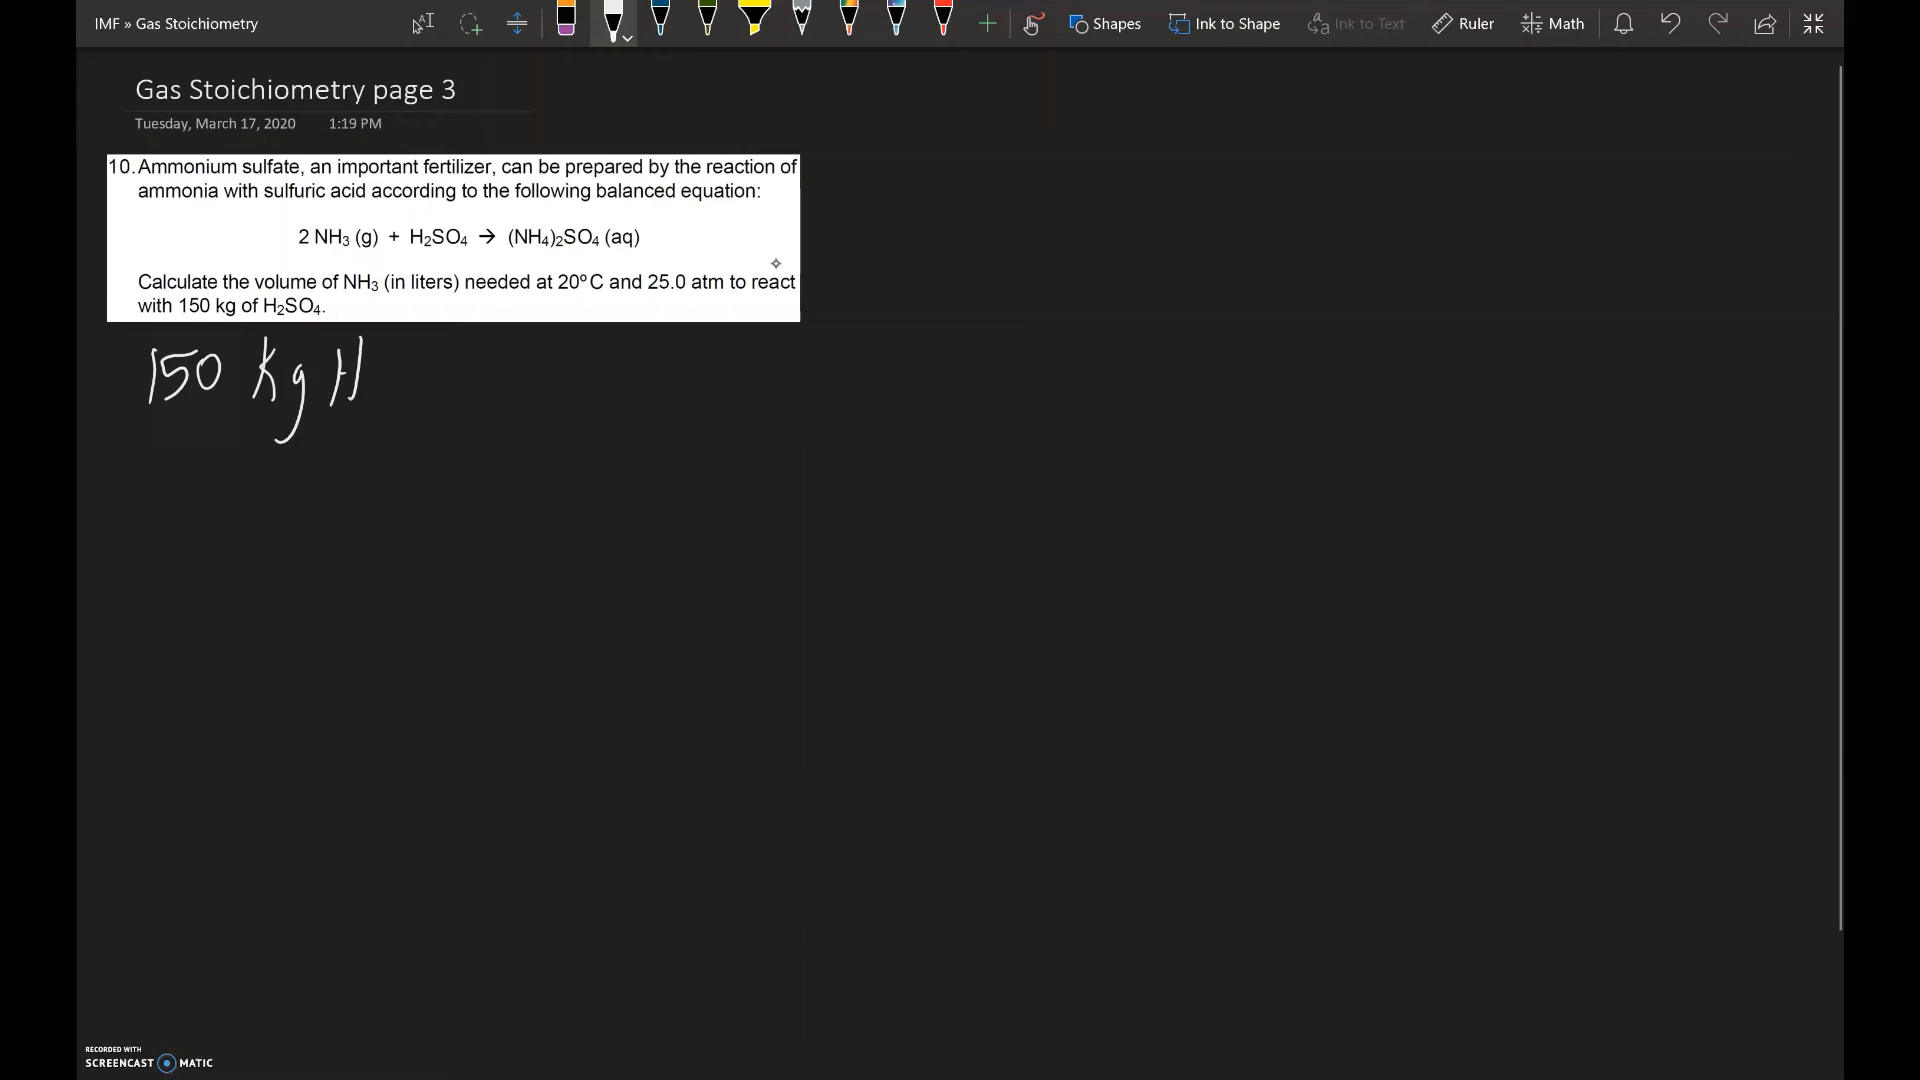 IMF » Gas Stoichiometry
Shapes
Ink to Shape
Ink to Text
Ruler
Math
Gas Stoichiometry page 3
Tuesday, March 17, 2020 1:19 PM
10. Ammonium sulfate, an important fertilizer, can be prepared by the reaction of
ammonia with sulfuric acid according to the following balanced equation:
2 NH₃ (g) + H₂SO₄ → (NH₄)₂SO₄ (aq)
Calculate the volume of NH₃ (in liters) needed at 20° C and 25.0 atm to react
with 150 kg of H₂SO₄.
150 Kg H
RECORDED WITH
SCREENCAST MATIC